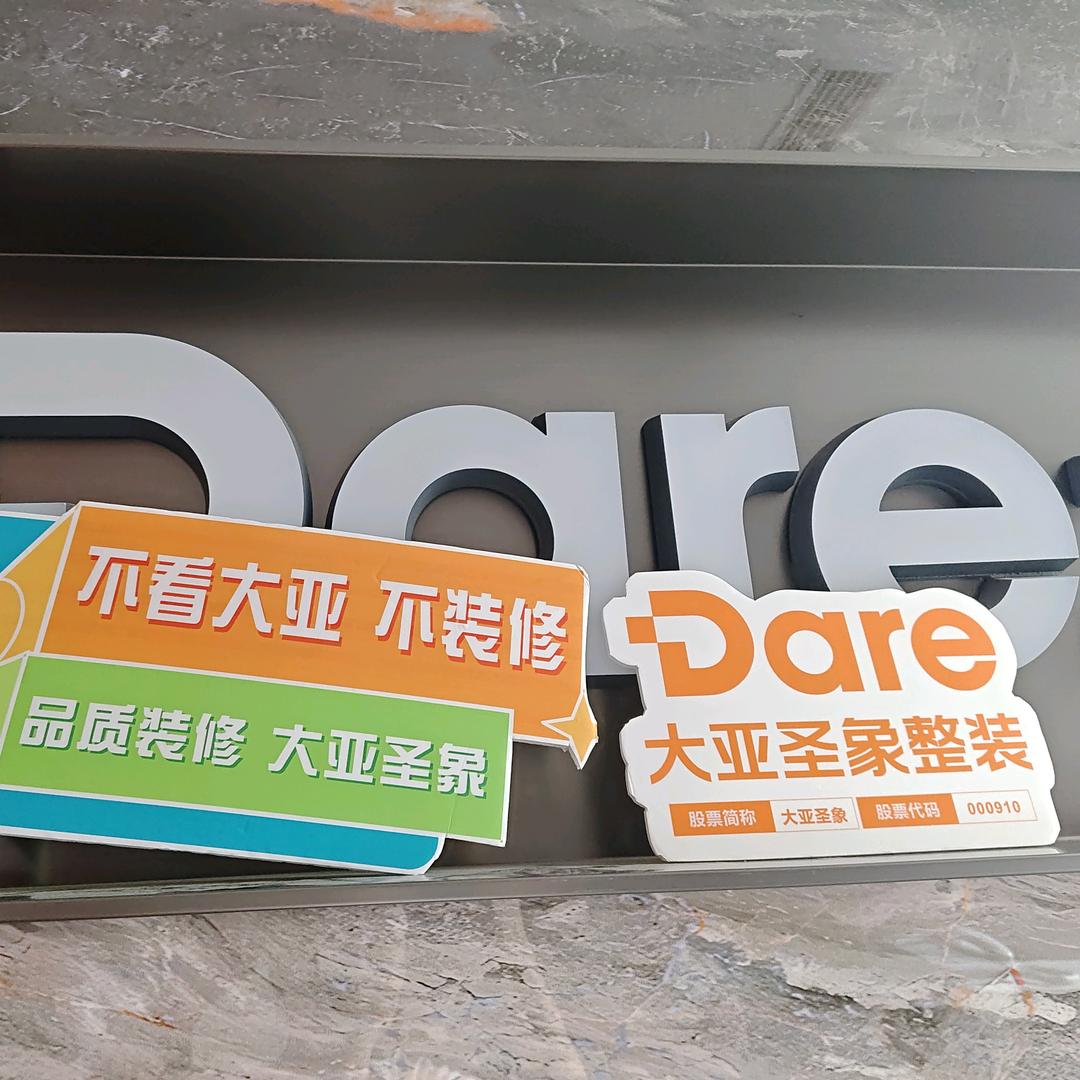 Dare
不看大亚 不装修
品质装修 大亚圣象
Dare
大亚圣象整装
股票简称 大亚圣象 股票代码 000910